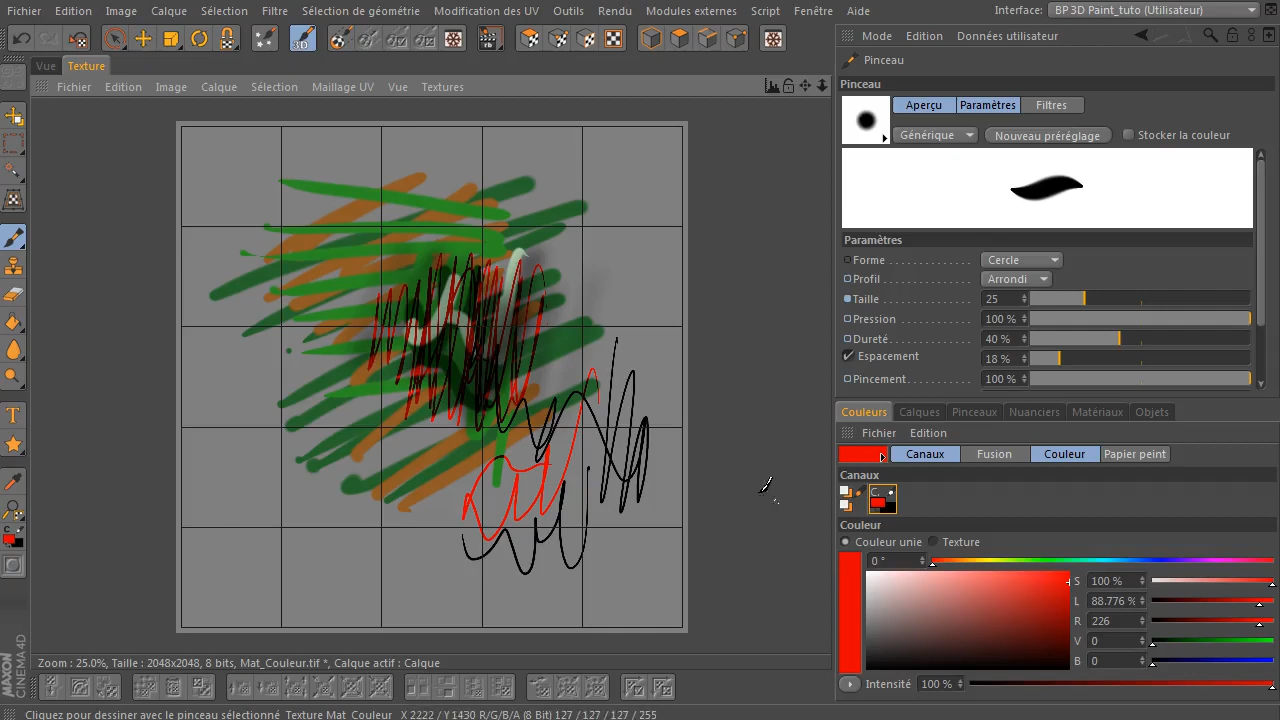 Fichier Edition Image Calque Sélection Filtre Sélection de géométrie Modification des UV Outils Rendu Modules externes Script Fenêtre Aide Interface: BP 3D Paint_tuto (Utilisateur)
3D
Mode Edition Données utilisateur
Vue Texture
Pinceau
Fichier Edition Image Calque Sélection Maillage UV Vue Textures
Pinceau
Aperçu Paramètres Filtres
Générique Nouveau préréglage Stocker la couleur
Paramètres
Forme Cercle
Profil Arrondi
Taille 25
Pression 100 %
Dureté 40 %
Espacement 18 %
Pincement 100 %
Couleurs Calques Pinceaux Nuanciers Matériaux Objets
Fichier Edition
Canaux Fusion Couleur Papier peint
Canaux
C.
Couleur
Couleur unie Texture
0 °
S 100 %
L 88.776 %
R 226
V 0
B 0
Intensité 100 %
T
C
Zoom : 25.0%, Taille : 2048x2048, 8 bits, Mat_Couleur.tif *, Calque actif : Calque
MAXON CINEMA 4D
Cliquez pour dessiner avec le pinceau sélectionné Texture Mat_Couleur X 2222 / Y 1430 R/G/B/A (8 Bit) 127 / 127 / 127 / 255